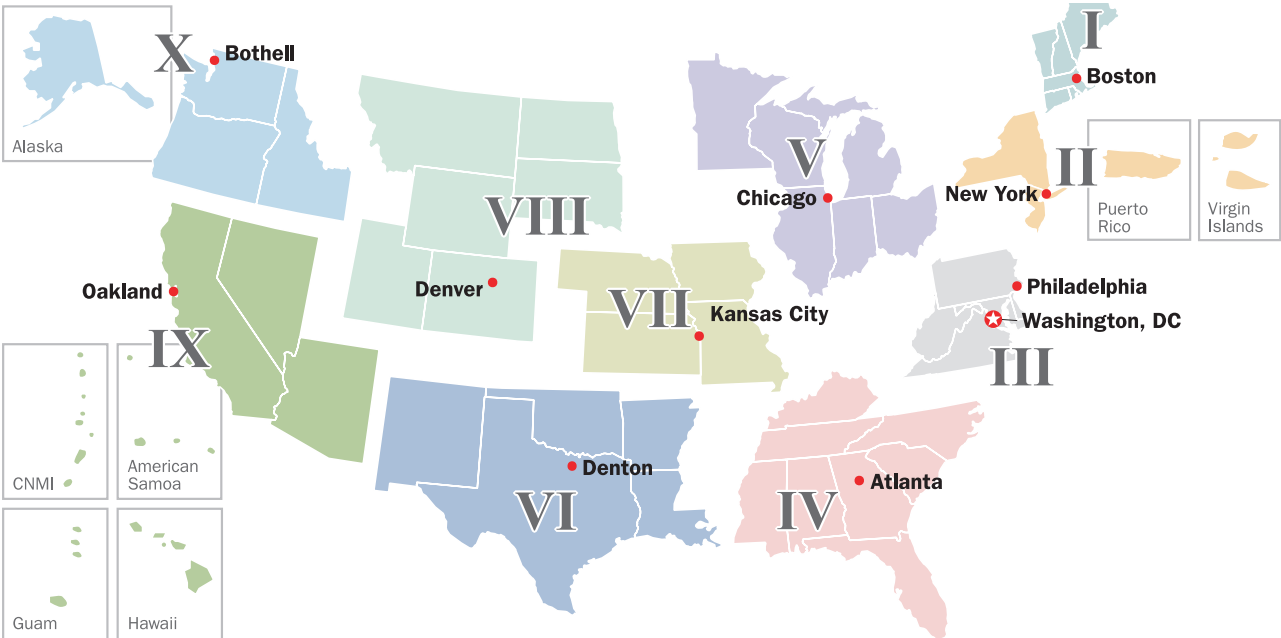 I
X
Bothell
Boston
Alaska
V
II
Chicago
New York
VIII
Puerto
Rico
Virgin
Islands
Denver
Oakland
Philadelphia
VII
Kansas City
Washington, DC
IX
III
CNMI
American
Samoa
Denton
Atlanta
VI
IV
Guam
Hawaii